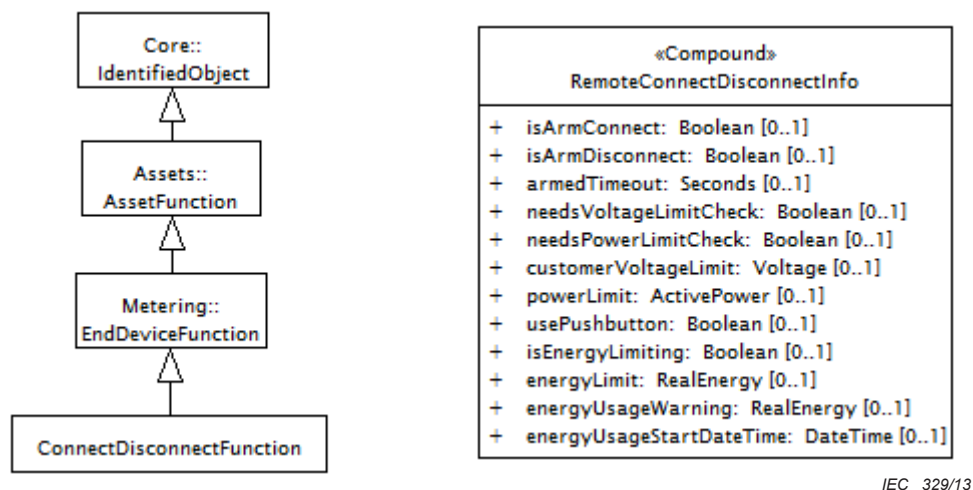 Core::
IdentifiedObject
Assets::
AssetFunction
Metering::
EndDeviceFunction
ConnectDisconnectFunction
«Compound»
RemoteConnectDisconnectInfo
+ isArmConnect: Boolean [0..1]
+ isArmDisconnect: Boolean [0..1]
+ armedTimeout: Seconds [0..1]
+ needsVoltageLimitCheck: Boolean [0..1]
+ needsPowerLimitCheck: Boolean [0..1]
+ customerVoltageLimit: Voltage [0..1]
+ powerLimit: ActivePower [0..1]
+ usePushbutton: Boolean [0..1]
+ isEnergyLimiting: Boolean [0..1]
+ energyLimit: RealEnergy [0..1]
+ energyUsageWarning: RealEnergy [0..1]
+ energyUsageStartDateTime: DateTime [0..1]
IEC 329/13